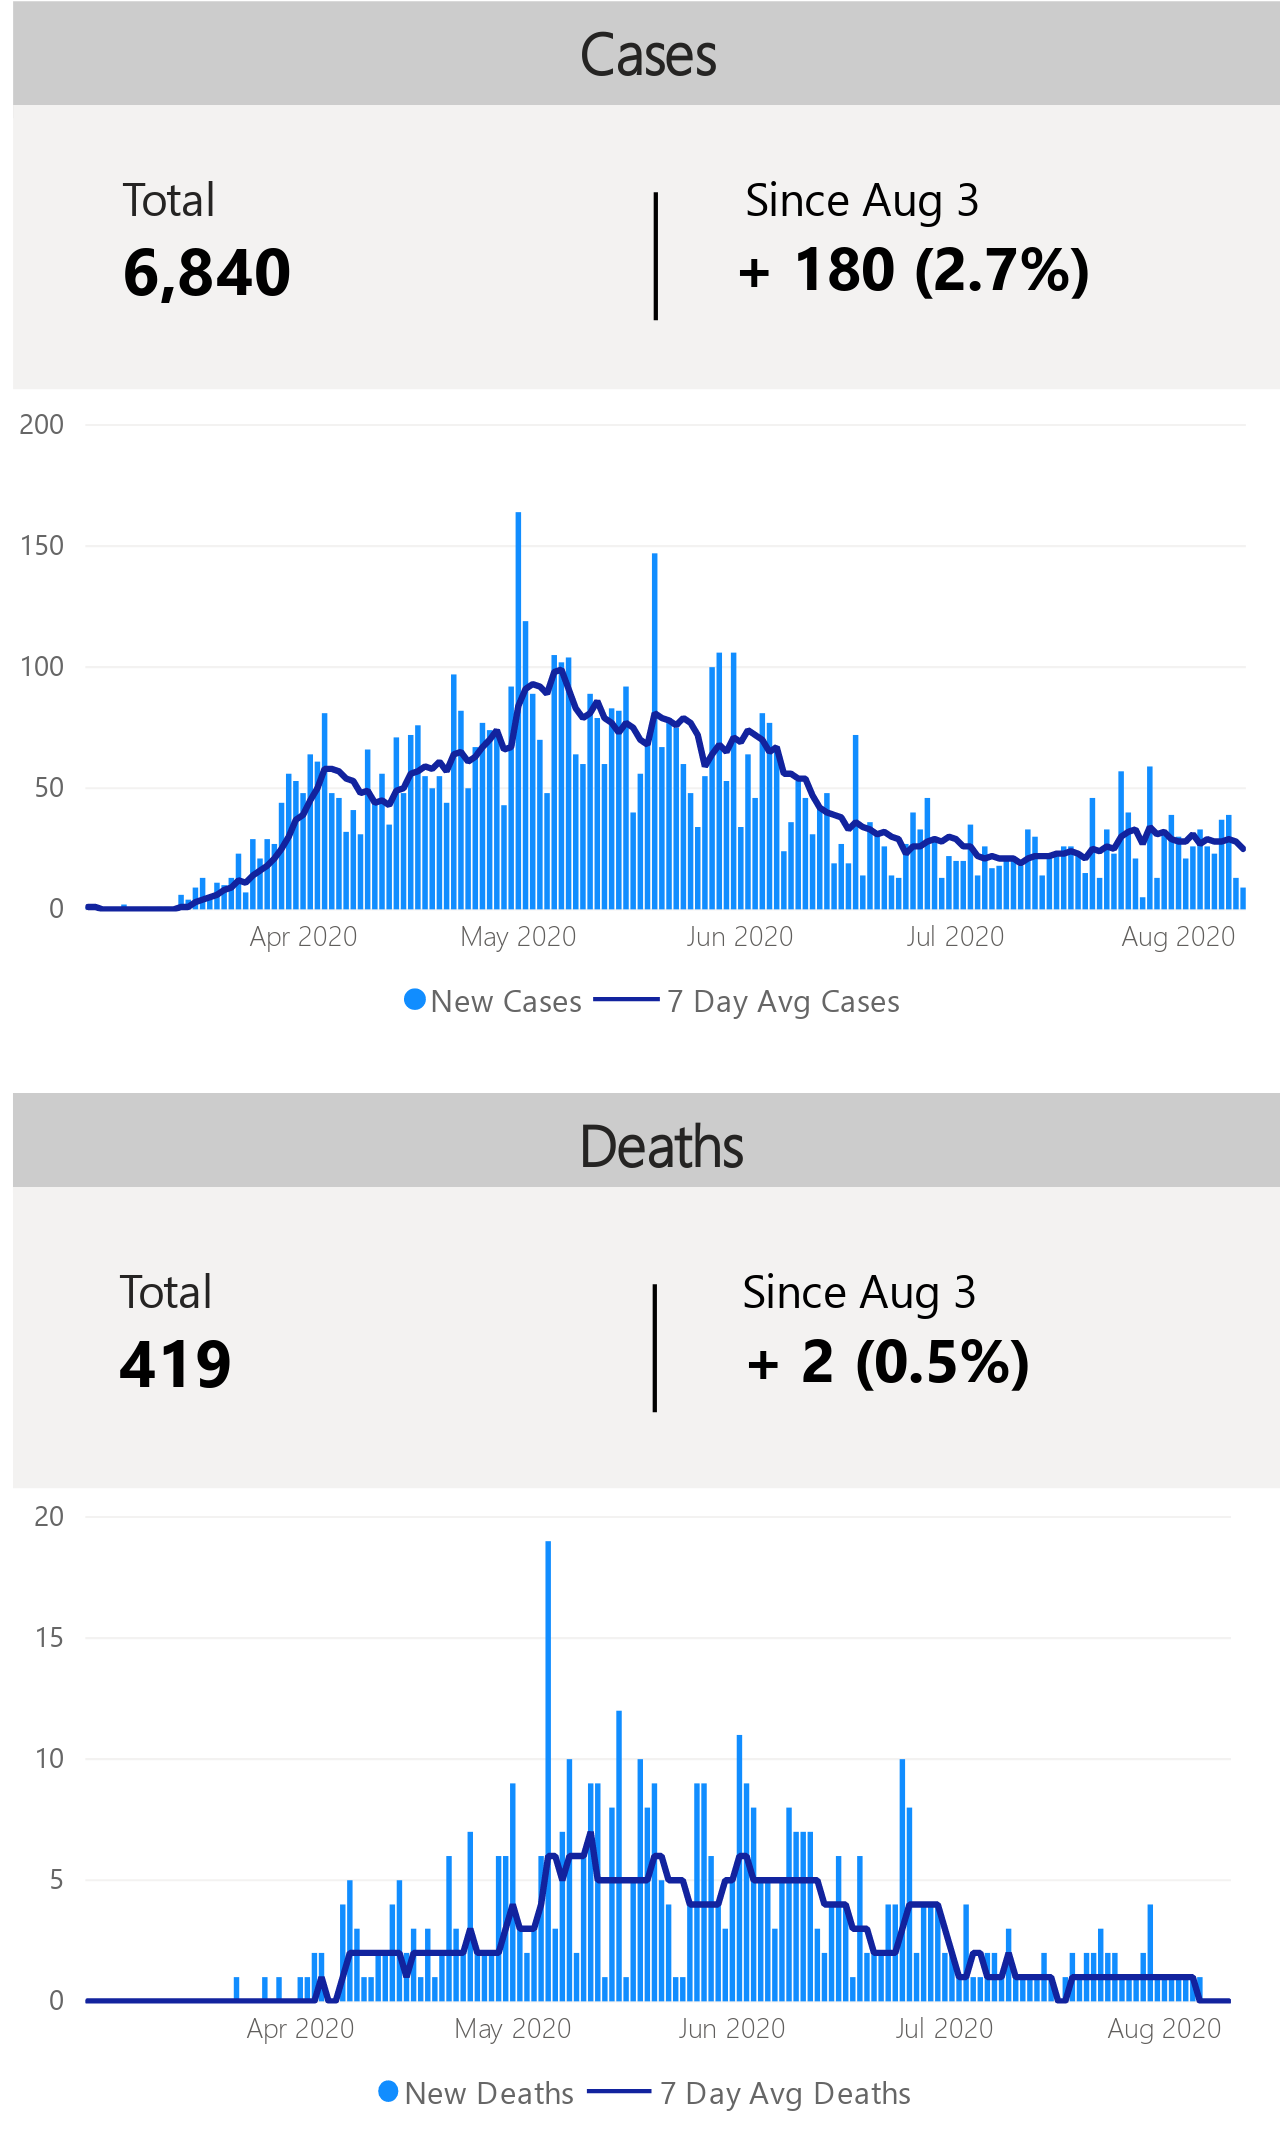 Cases
Total
Since Aug 3
6,840
+ 180 (2.7%)
200
150
100
50
0
Apr 2020
May 2020
Jun 2020
Jul 2020
Aug 2020
New Cases
7 Day Avg Cases
Deaths
Total
Since Aug 3
419
+ 2 (0.5%)
20
15
10
5
0
Apr 2020
May 2020
Jun 2020
Jul 2020
Aug 2020
New Deaths
7 Day Avg Deaths